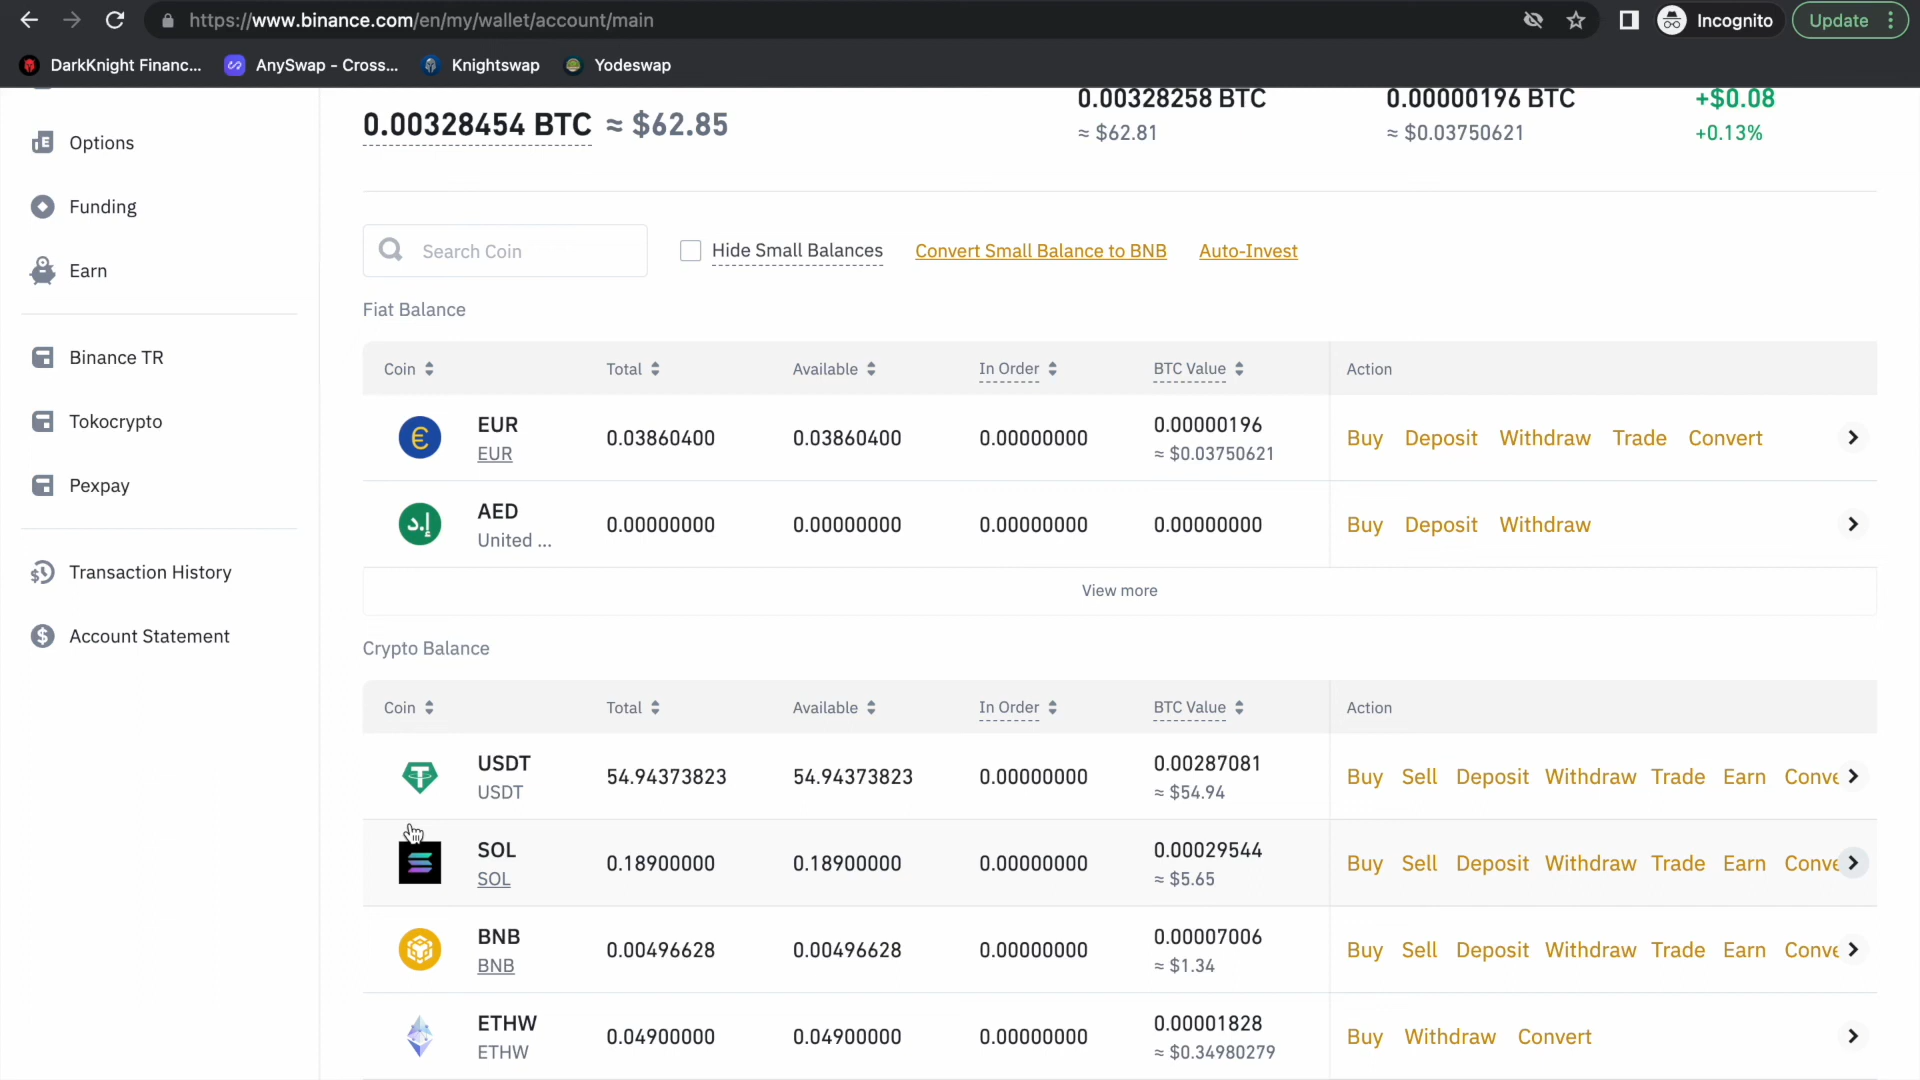 https://www.binance.com/en/my/wallet/account/main
Incognito
Update
DarkKnight Financ...
AnySwap - Cross...
Knightswap
Yodeswap
Options
Funding
Earn
Binance TR
Tokocrypto
Pexpay
Transaction History
Account Statement
0.00328454 BTC ≈ $62.85
0.00328258 BTC
≈ $62.81
0.00000196 BTC
≈ $0.03750621
+$0.08
+0.13%
Search Coin
Hide Small Balances
Convert Small Balance to BNB
Auto-Invest
Fiat Balance
Coin Total Available In Order BTC Value Action
€ EUR 0.03860400 0.03860400 0.00000000 0.00000196 Buy Deposit Withdraw Trade Convert
EUR ≈ $0.03750621
د.إ AED 0.00000000 0.00000000 0.00000000 0.00000000 Buy Deposit Withdraw
United ...
View more
Crypto Balance
Coin Total Available In Order BTC Value Action
USDT 54.94373823 54.94373823 0.00000000 0.00287081 Buy Sell Deposit Withdraw Trade Earn Conve
USDT ≈ $54.94
SOL 0.18900000 0.18900000 0.00000000 0.00029544 Buy Sell Deposit Withdraw Trade Earn Conve
SOL ≈ $5.65
BNB 0.00496628 0.00496628 0.00000000 0.00007006 Buy Sell Deposit Withdraw Trade Earn Conve
BNB ≈ $1.34
ETHW 0.04900000 0.04900000 0.00000000 0.00001828 Buy Withdraw Convert
ETHW ≈ $0.34980279